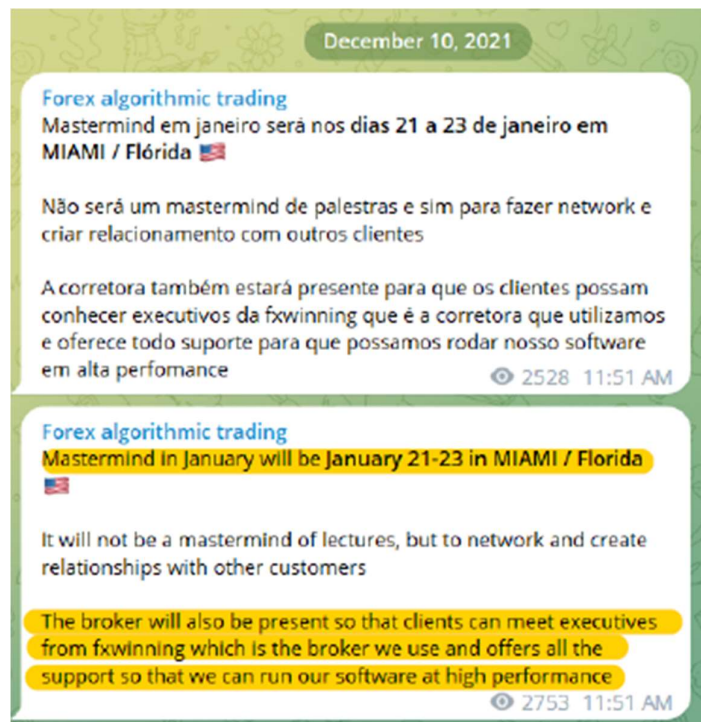 December 10, 2021
Forex algorithmic trading
Mastermind em janeiro será nos dias 21 a 23 de janeiro em
MIAMI / Flórida 🇺🇸
Não será um mastermind de palestras e sim para fazer network e
criar relacionamento com outros clientes
A corretora também estará presente para que os clientes possam
conhecer executivos da fxwinning que é a corretora que utilizamos
e oferece todo suporte para que possamos rodar nosso software
em alta perfomance
2528 11:51 AM
Forex algorithmic trading
Mastermind in January will be January 21-23 in MIAMI / Florida
🇺🇸
It will not be a mastermind of lectures, but to network and create
relationships with other customers
The broker will also be present so that clients can meet executives
from fxwinning which is the broker we use and offers all the
support so that we can run our software at high performance
2753 11:51 AM